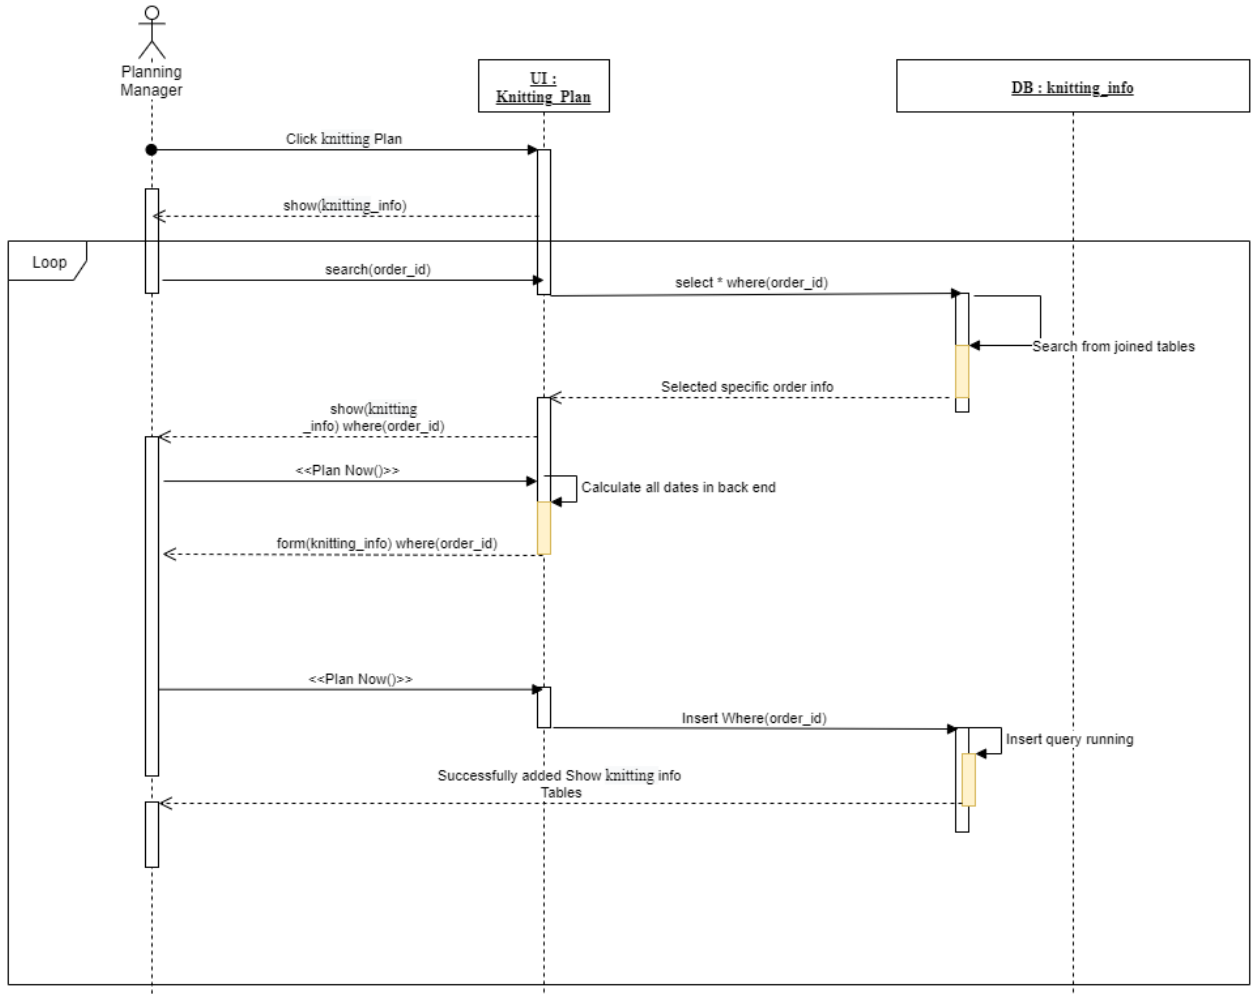 Planning
Manager
UI :
Knitting_Plan
DB : knitting_info
Click knitting Plan
show(knitting_info)
Loop
search(order_id)
select * where(order_id)
Search from joined tables
Selected specific order info
show(knitting
_info) where(order_id)
<<Plan Now()>>
Calculate all dates in back end
form(knitting_info) where(order_id)
<<Plan Now()>>
Insert Where(order_id)
Insert query running
Successfully added Show knitting info
Tables